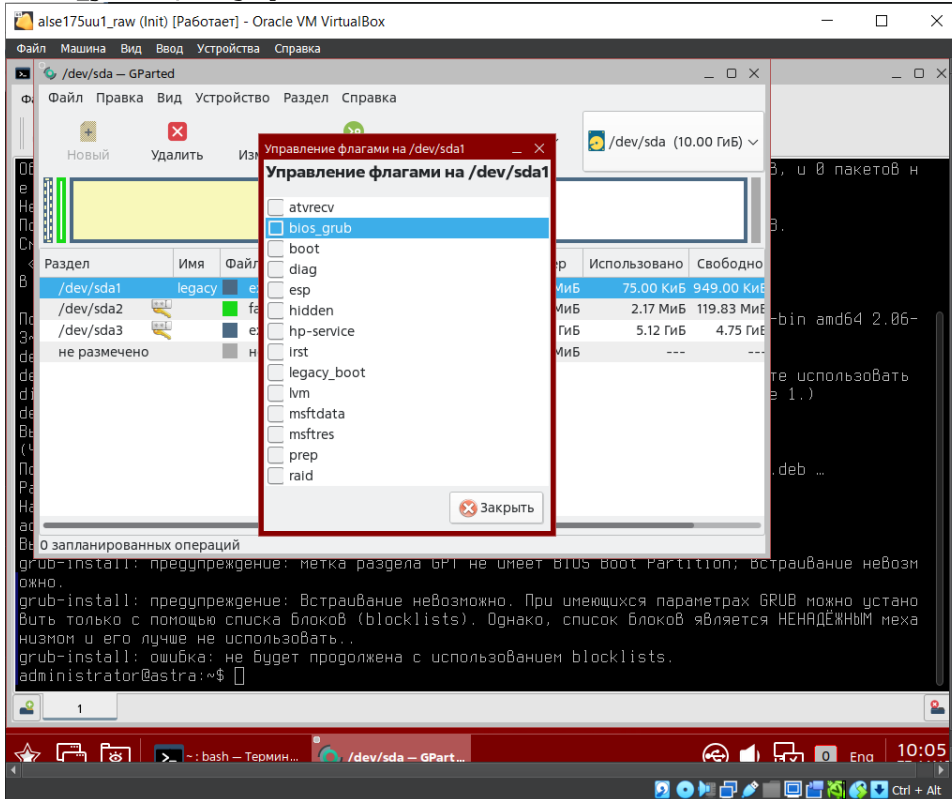 alse175uu1_raw (Init) [Работает] - Oracle VM VirtualBox
Файл Машина Вид Ввод Устройства Справка
/dev/sda — GParted
Файл Правка Вид Устройство Раздел Справка
Новый Удалить
/dev/sda (10.00 ГиБ)
Управление флагами на /dev/sda1
Управление флагами на /dev/sda1
atvrecv
bios_grub
boot
diag
esp
hidden
hp-service
irst
legacy_boot
lvm
msftdata
msftres
prep
raid
Закрыть
Раздел Имя Использовано Свободно
/dev/sda1 legacy МиБ 75.00 КиБ 949.00 КиБ
/dev/sda2 МиБ 2.17 МиБ 119.83 МиБ
/dev/sda3 ГиБ 5.12 ГиБ 4.75 ГиБ
не размечено МиБ --- ---
0 запланированных операций
, и 0 пакетов н
-bin amd64 2.06-
те использовать
e 1.)
.deb …
grub-install: предупреждение: метка раздела GPT не имеет BIOS Boot Partition; Встраивание невозм
ожно.
grub-install: предупреждение: Встраивание невозможно. При имеющихся параметрах GRUB можно устано
вить только с помощью списка блоков (blocklists). Однако, список блоков является НЕНАДЁЖНЫМ меха
низмом и его лучше не использовать..
grub-install: ошибка: не будет продолжена с использованием blocklists.
administrator@astra:~$
1
~ : bash — Термин... /dev/sda — GPart... 0 Eng 10:05
Ctrl + Alt